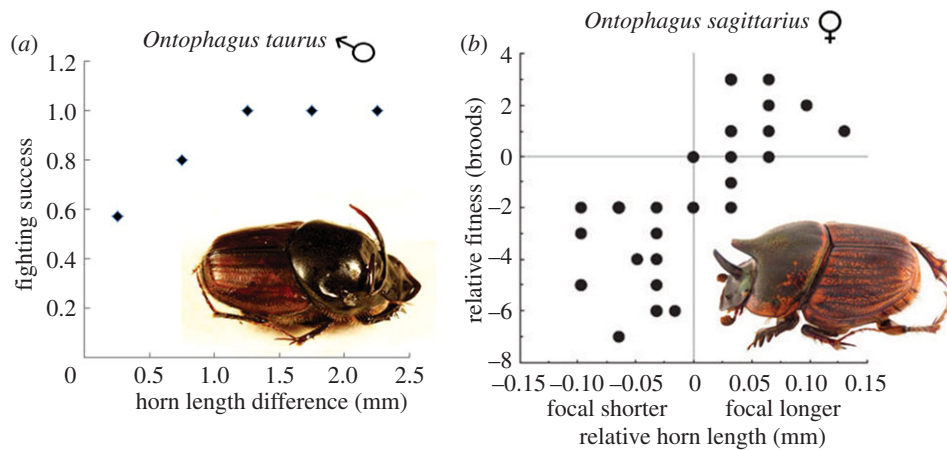 (a)
Ontophagus taurus ♂
fighting success
1.2
1.0
0.8
0.6
0.4
0.2
0
0.5
1.0
1.5
2.0
2.5
horn length difference (mm)
(b)
Ontophagus sagittarius ♀
relative fitness (broods)
4
2
0
–2
–4
–6
–8
–0.15
–0.10
–0.05
0
0.05
0.10
0.15
focal shorter
focal longer
relative horn length (mm)